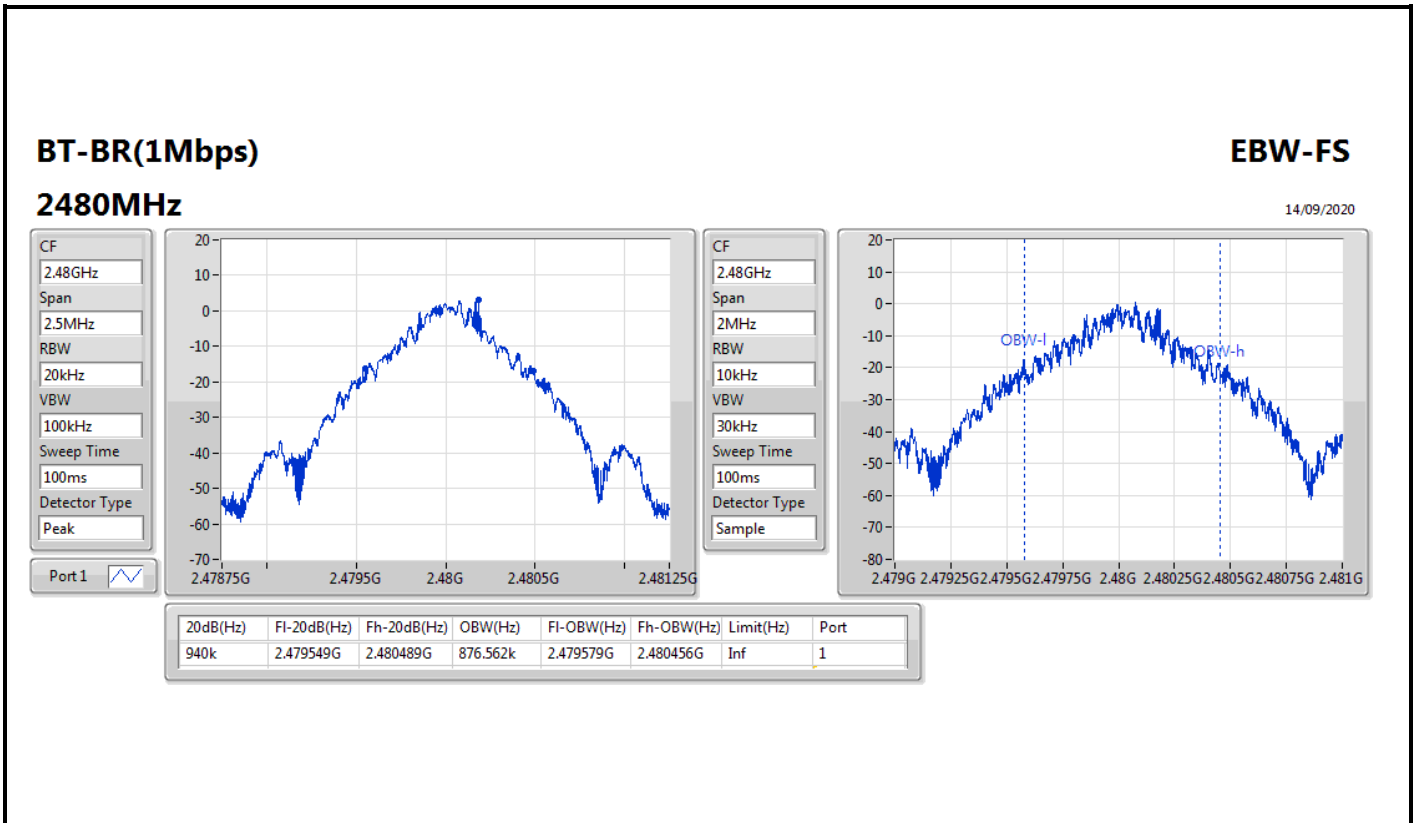 BT-BR(1Mbps)
EBW-FS
2480MHz
14/09/2020
CF
2.48GHz
Span
2.5MHz
RBW
20kHz
VBW
100kHz
Sweep Time
100ms
Detector Type
Peak
Port 1
20
10
0
-10
-20
-30
-40
-50
-60
-70
2.47875G 2.4795G 2.48G 2.4805G 2.48125G
CF
2.48GHz
Span
2MHz
RBW
10kHz
VBW
30kHz
Sweep Time
100ms
Detector Type
Sample
20
10
0
-10
-20
-30
-40
-50
-60
-70
-80
OBW-l
OBW-h
2.479G 2.47925G 2.4795G 2.47975G 2.48G 2.48025G 2.4805G 2.48075G 2.481G
20dB(Hz) Fl-20dB(Hz) Fh-20dB(Hz) OBW(Hz) Fl-OBW(Hz) Fh-OBW(Hz) Limit(Hz) Port
940k 2.479549G 2.480489G 876.562k 2.479579G 2.480456G Inf 1